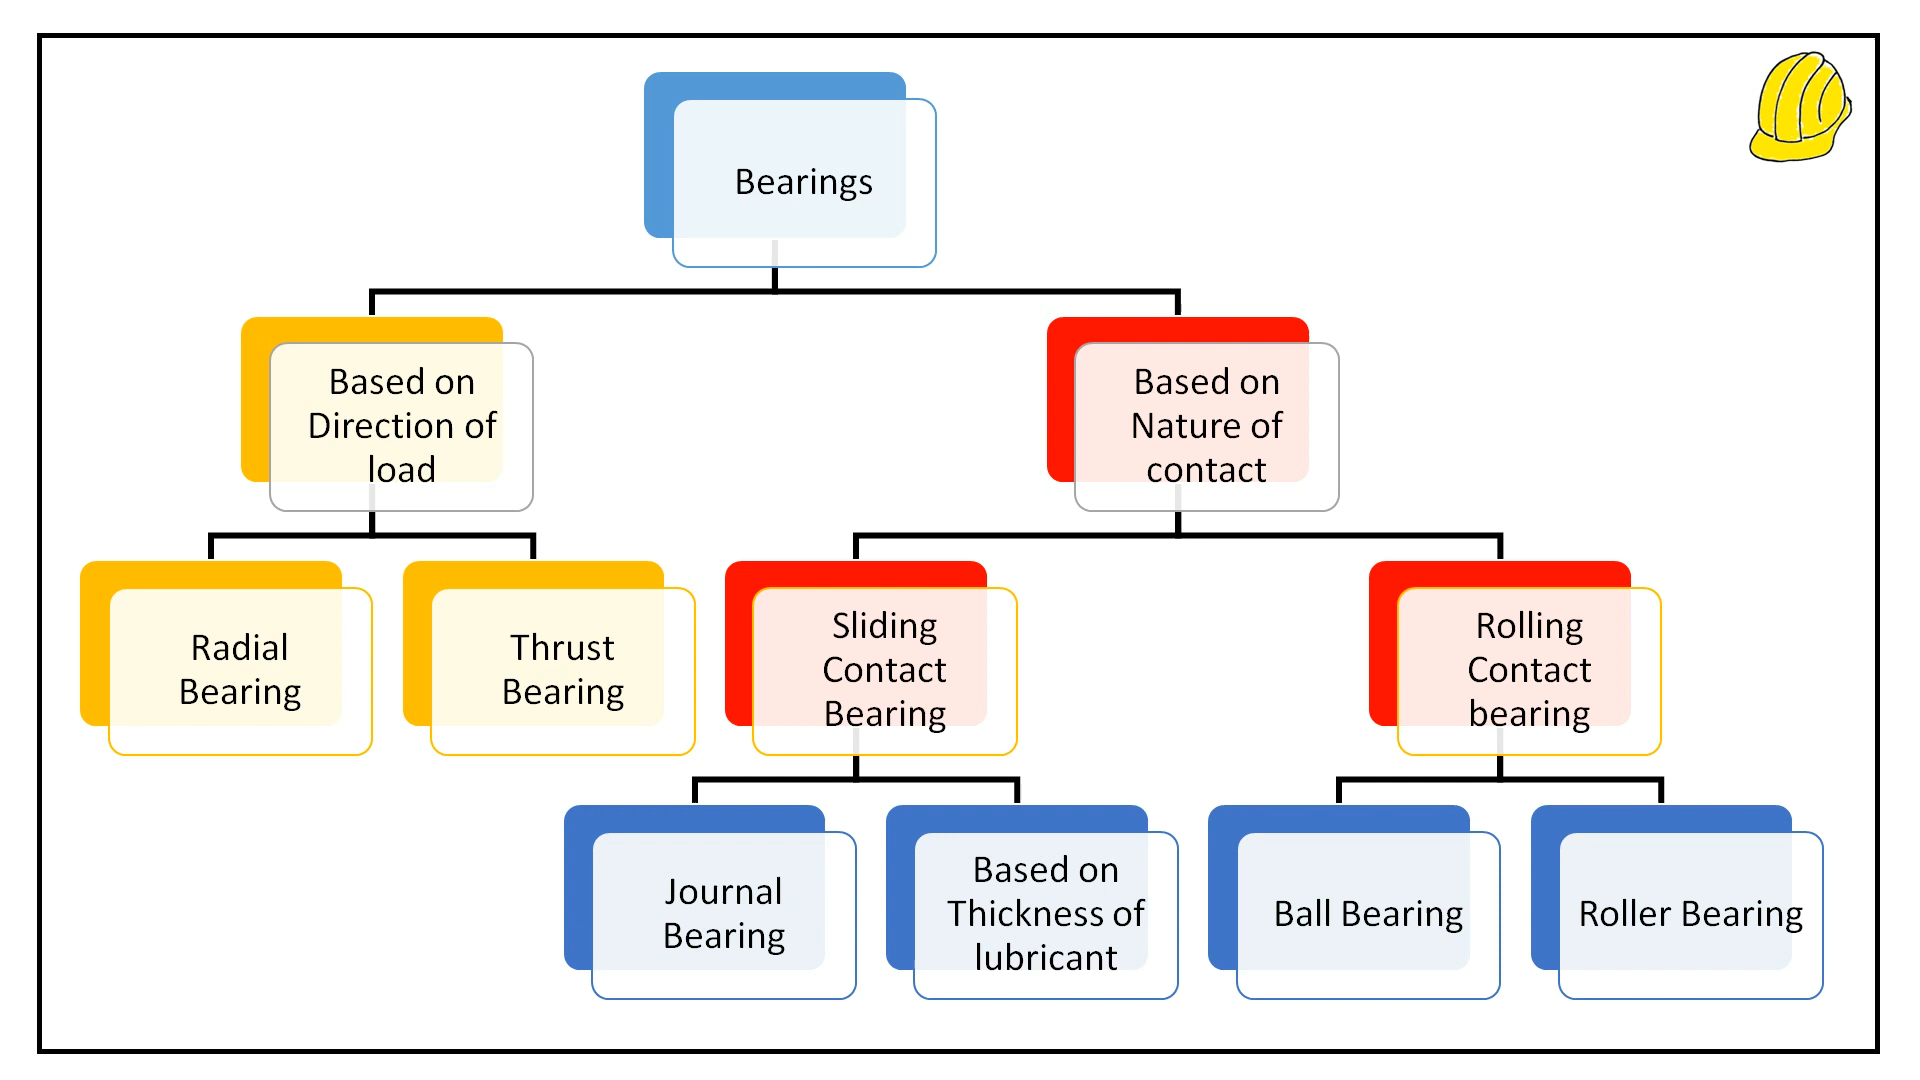 Bearings
Based on
Direction of
load
Based on
Nature of
contact
Radial
Bearing
Thrust
Bearing
Sliding
Contact
Bearing
Rolling
Contact
bearing
Journal
Bearing
Based on
Thickness of
lubricant
Ball Bearing
Roller Bearing